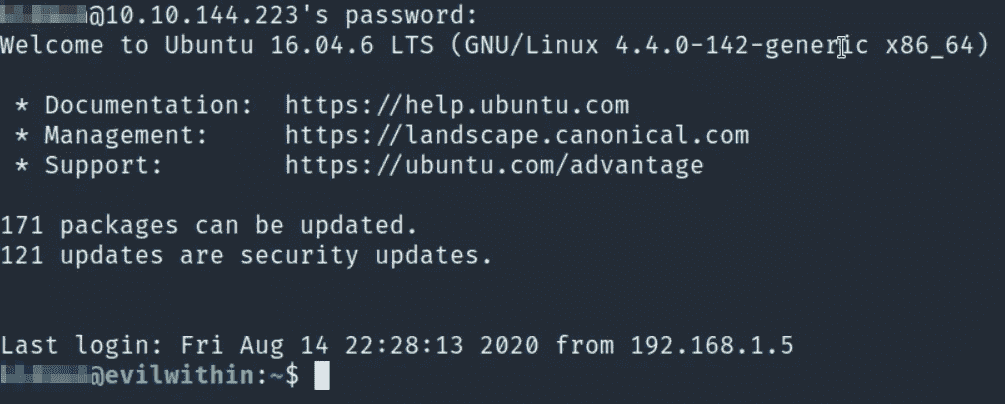 @10.10.144.223's password:
Welcome to Ubuntu 16.04.6 LTS (GNU/Linux 4.4.0-142-generic x86_64)
* Documentation: https://help.ubuntu.com
* Management: https://landscape.canonical.com
* Support: https://ubuntu.com/advantage
171 packages can be updated.
121 updates are security updates.
Last login: Fri Aug 14 22:28:13 2020 from 192.168.1.5
@evilwithin:~$